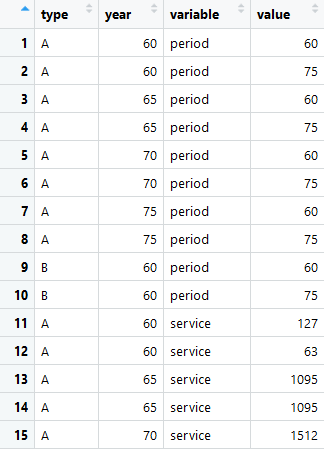 type year variable value
1 A 60 period 60
2 A 60 period 75
3 A 65 period 60
4 A 65 period 75
5 A 70 period 60
6 A 70 period 75
7 A 75 period 60
8 A 75 period 75
9 B 60 period 60
10 B 60 period 75
11 A 60 service 127
12 A 60 service 63
13 A 65 service 1095
14 A 65 service 1095
15 A 70 service 1512